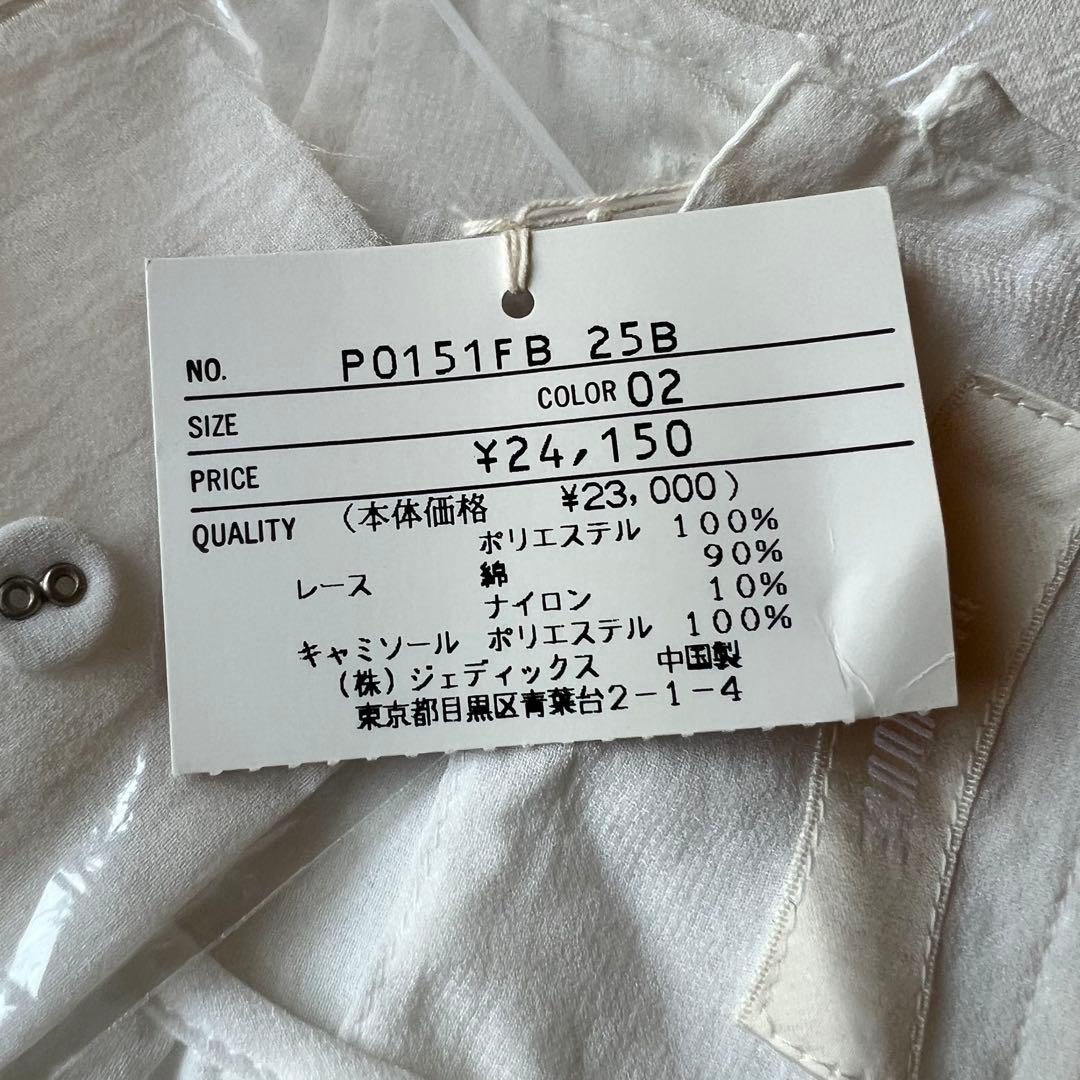 NO. P0151FB 25B
SIZE COLOR 02
PRICE ¥24,150
QUALITY (本体価格 ¥23,000)
ポリエステル 100%
レース 綿 90%
ナイロン 10%
キャミソール ポリエステル 100%
(株)ジェディックス 中国製
東京都目黒区青葉台2-1-4